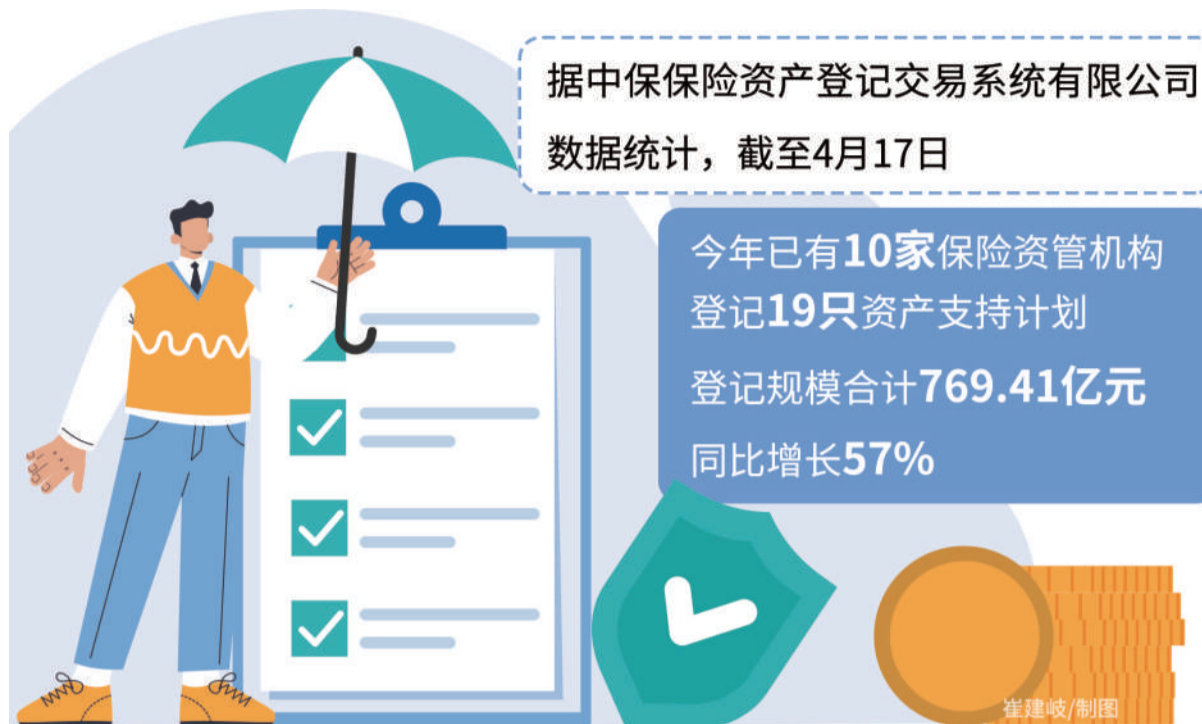 据中保保险资产登记交易系统有限公司
数据统计，截至4月17日
今年已有10家保险资管机构
登记19只资产支持计划
登记规模合计769.41亿元
同比增长57%
崔建岐/制图